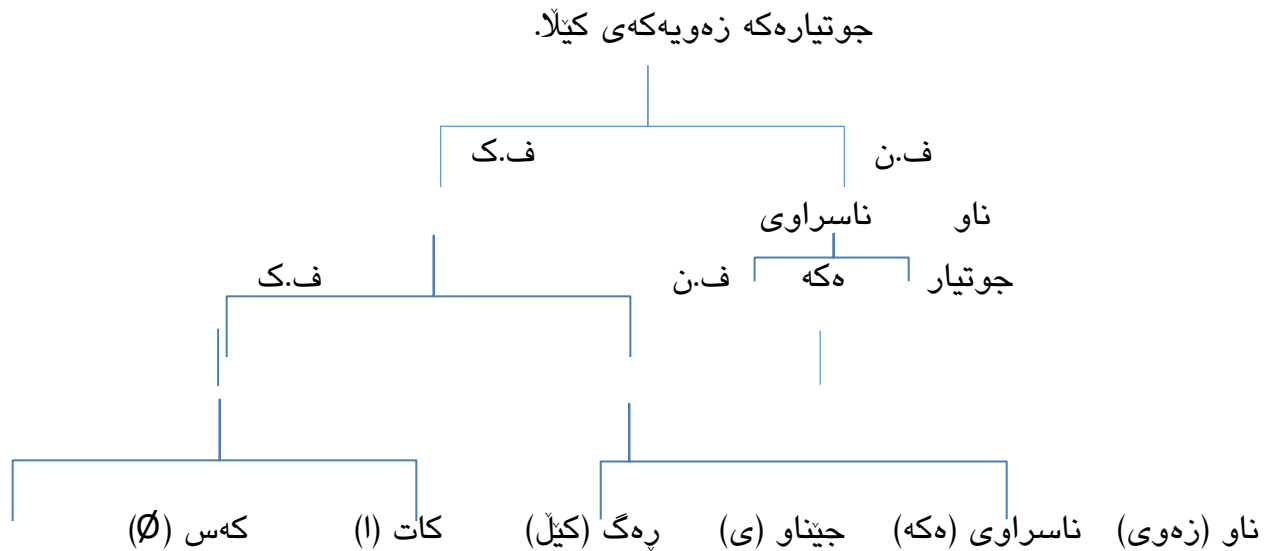 جوتیارەکە زەویەکەی کێڵا.
ف.ن ف.ک
ناو ناسراوی
جوتیار ەکە ف.ن ف.ک
ناو (زەوی) ناسراوی (ەکە) جێناو (ی) ڕەگ (کێڵ) کات (ا) کەس (Ø)